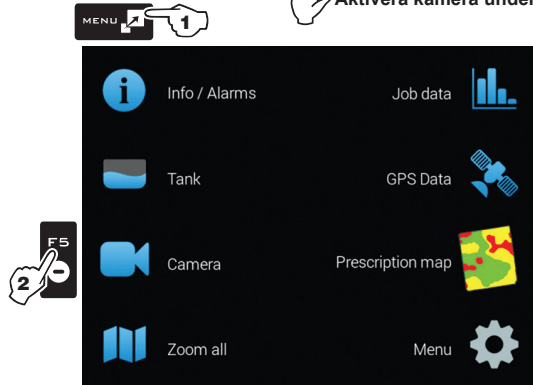 Aktivera kamera under
MENU 1
Info / Alarms Job data
Tank GPS Data
F5
2
Camera Prescription map
Zoom all Menu